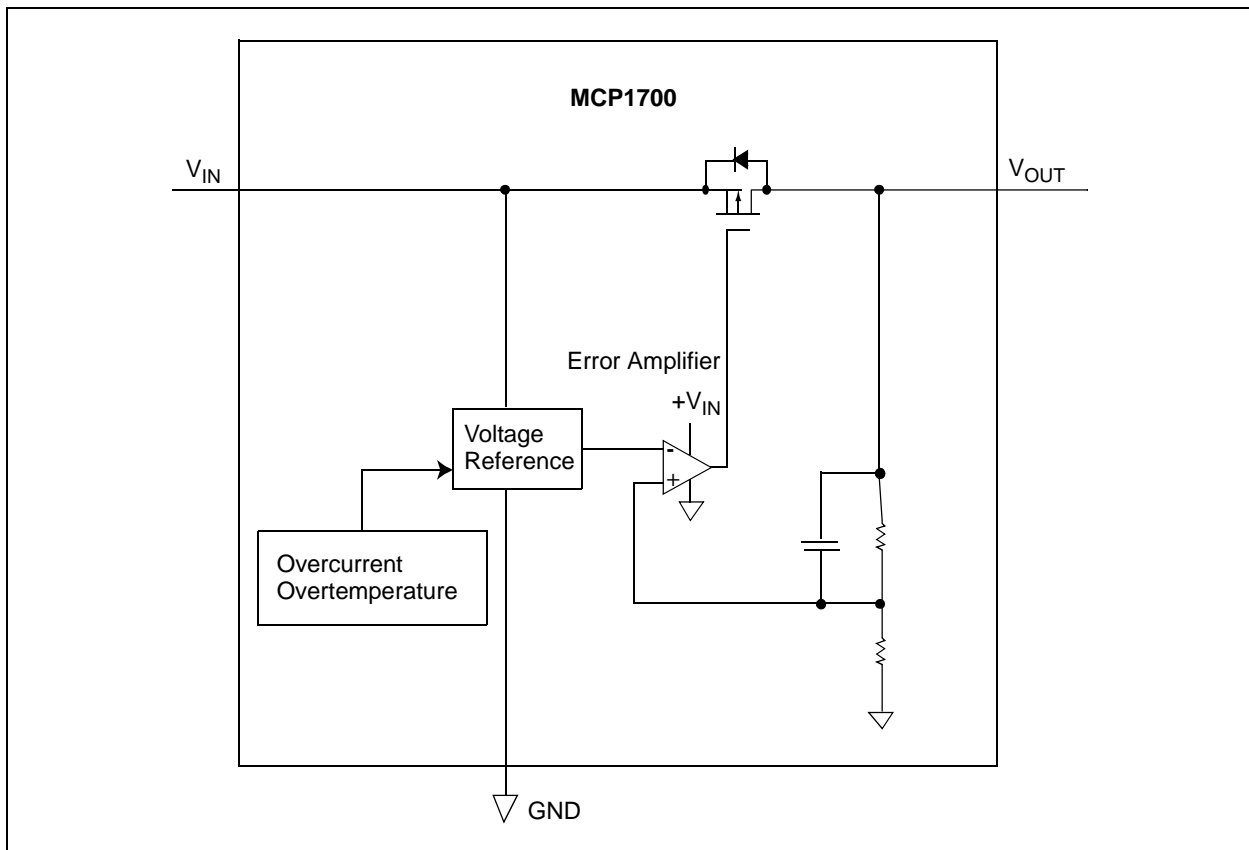 MCP1700
V_IN
V_OUT
Error Amplifier
+V_IN
Voltage
Reference
-
+
Overcurrent
Overtemperature
GND